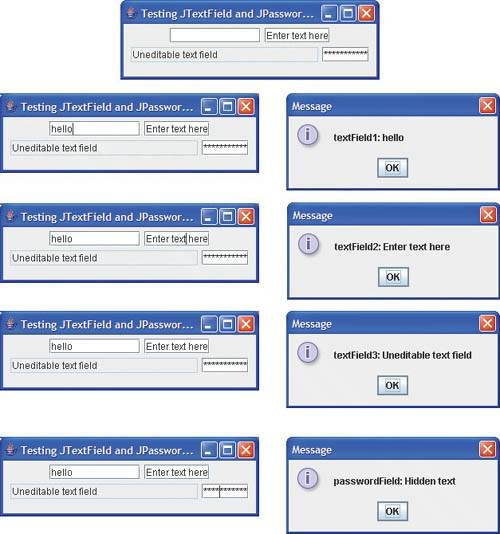 Testing JTextField and JPasswor...
Enter text here
Uneditable text field ***********
Testing JTextField and JPasswor...
hello Enter text here
Uneditable text field ***********
Message
textField1: hello
OK
Testing JTextField and JPasswor...
hello Enter text here
Uneditable text field ***********
Message
textField2: Enter text here
OK
Testing JTextField and JPasswor...
hello Enter text here
Uneditable text field ***********
Message
textField3: Uneditable text field
OK
Testing JTextField and JPasswor...
hello Enter text here
Uneditable text field ***********
Message
passwordField: Hidden text
OK